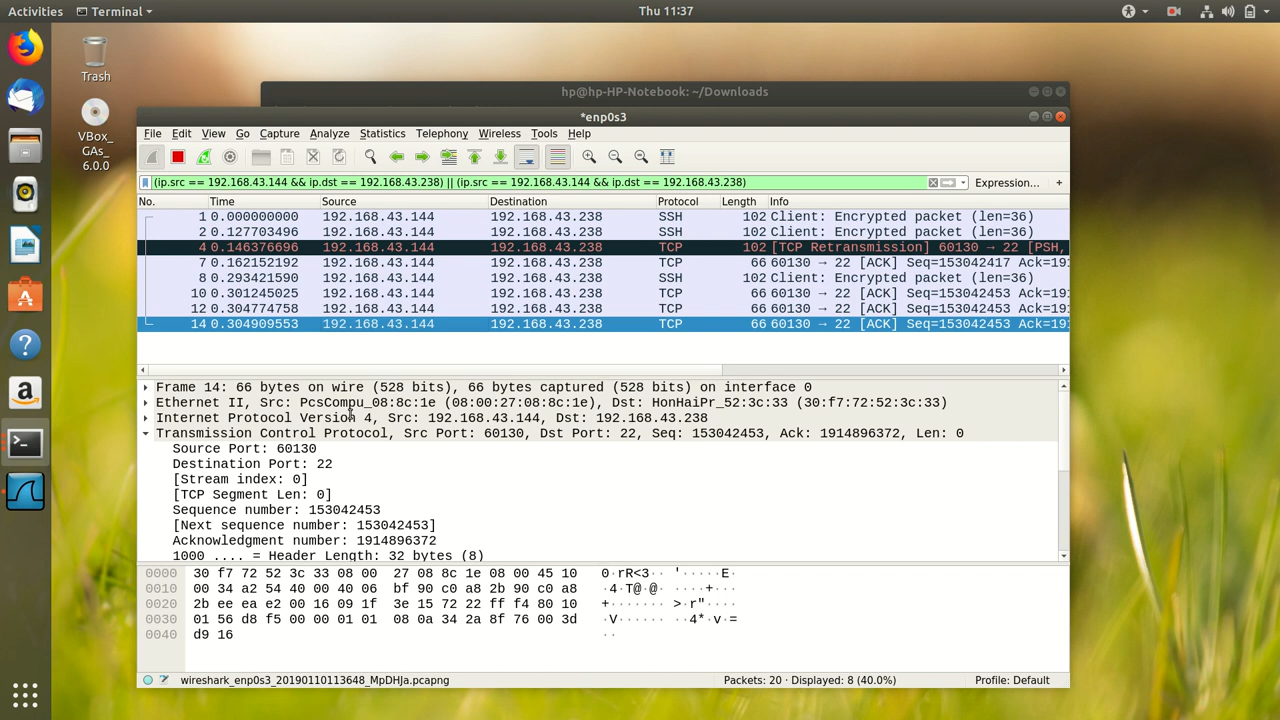 Activities
Terminal
Thu 11:37
Trash
VBox_
GAs_
6.0.0
hp@hp-HP-Notebook: ~/Downloads
*enp0s3
File Edit View Go Capture Analyze Statistics Telephony Wireless Tools Help
(ip.src == 192.168.43.144 && ip.dst == 192.168.43.238) || (ip.src == 192.168.43.144 && ip.dst == 192.168.43.238)
Expression... +
No. Time Source Destination Protocol Length Info
1 0.000000000 192.168.43.144 192.168.43.238 SSH 102 Client: Encrypted packet (len=36)
2 0.127703496 192.168.43.144 192.168.43.238 SSH 102 Client: Encrypted packet (len=36)
4 0.146376696 192.168.43.144 192.168.43.238 TCP 102 [TCP Retransmission] 60130 → 22 [PSH,
7 0.162152192 192.168.43.144 192.168.43.238 TCP 66 60130 → 22 [ACK] Seq=153042417 Ack=191
8 0.293421590 192.168.43.144 192.168.43.238 SSH 102 Client: Encrypted packet (len=36)
10 0.301245025 192.168.43.144 192.168.43.238 TCP 66 60130 → 22 [ACK] Seq=153042453 Ack=191
12 0.304774758 192.168.43.144 192.168.43.238 TCP 66 60130 → 22 [ACK] Seq=153042453 Ack=191
14 0.304909553 192.168.43.144 192.168.43.238 TCP 66 60130 → 22 [ACK] Seq=153042453 Ack=191
Frame 14: 66 bytes on wire (528 bits), 66 bytes captured (528 bits) on interface 0
Ethernet II, Src: PcsCompu_08:8c:1e (08:00:27:08:8c:1e), Dst: HonHaiPr_52:3c:33 (30:f7:72:52:3c:33)
Internet Protocol Version 4, Src: 192.168.43.144, Dst: 192.168.43.238
Transmission Control Protocol, Src Port: 60130, Dst Port: 22, Seq: 153042453, Ack: 1914896372, Len: 0
Source Port: 60130
Destination Port: 22
[Stream index: 0]
[TCP Segment Len: 0]
Sequence number: 153042453
[Next sequence number: 153042453]
Acknowledgment number: 1914896372
1000 .... = Header Length: 32 bytes (8)
0000 30 f7 72 52 3c 33 08 00 27 08 8c 1e 08 00 45 10 0·rR<3·· '·····E·
0010 00 34 a2 54 40 00 40 06 bf 90 c0 a8 2b 90 c0 a8 ·4·T@·@· ····+···
0020 2b ee ea e2 00 16 09 1f 3e 15 72 22 ff f4 80 10 +······· >·r"····
0030 01 56 d8 f5 00 00 01 01 08 0a 34 2a 8f 76 00 3d ·V······ ··4*·v·=
0040 d9 16 ··
wireshark_enp0s3_20190110113648_MpDHJa.pcapng
Packets: 20 · Displayed: 8 (40.0%)
Profile: Default